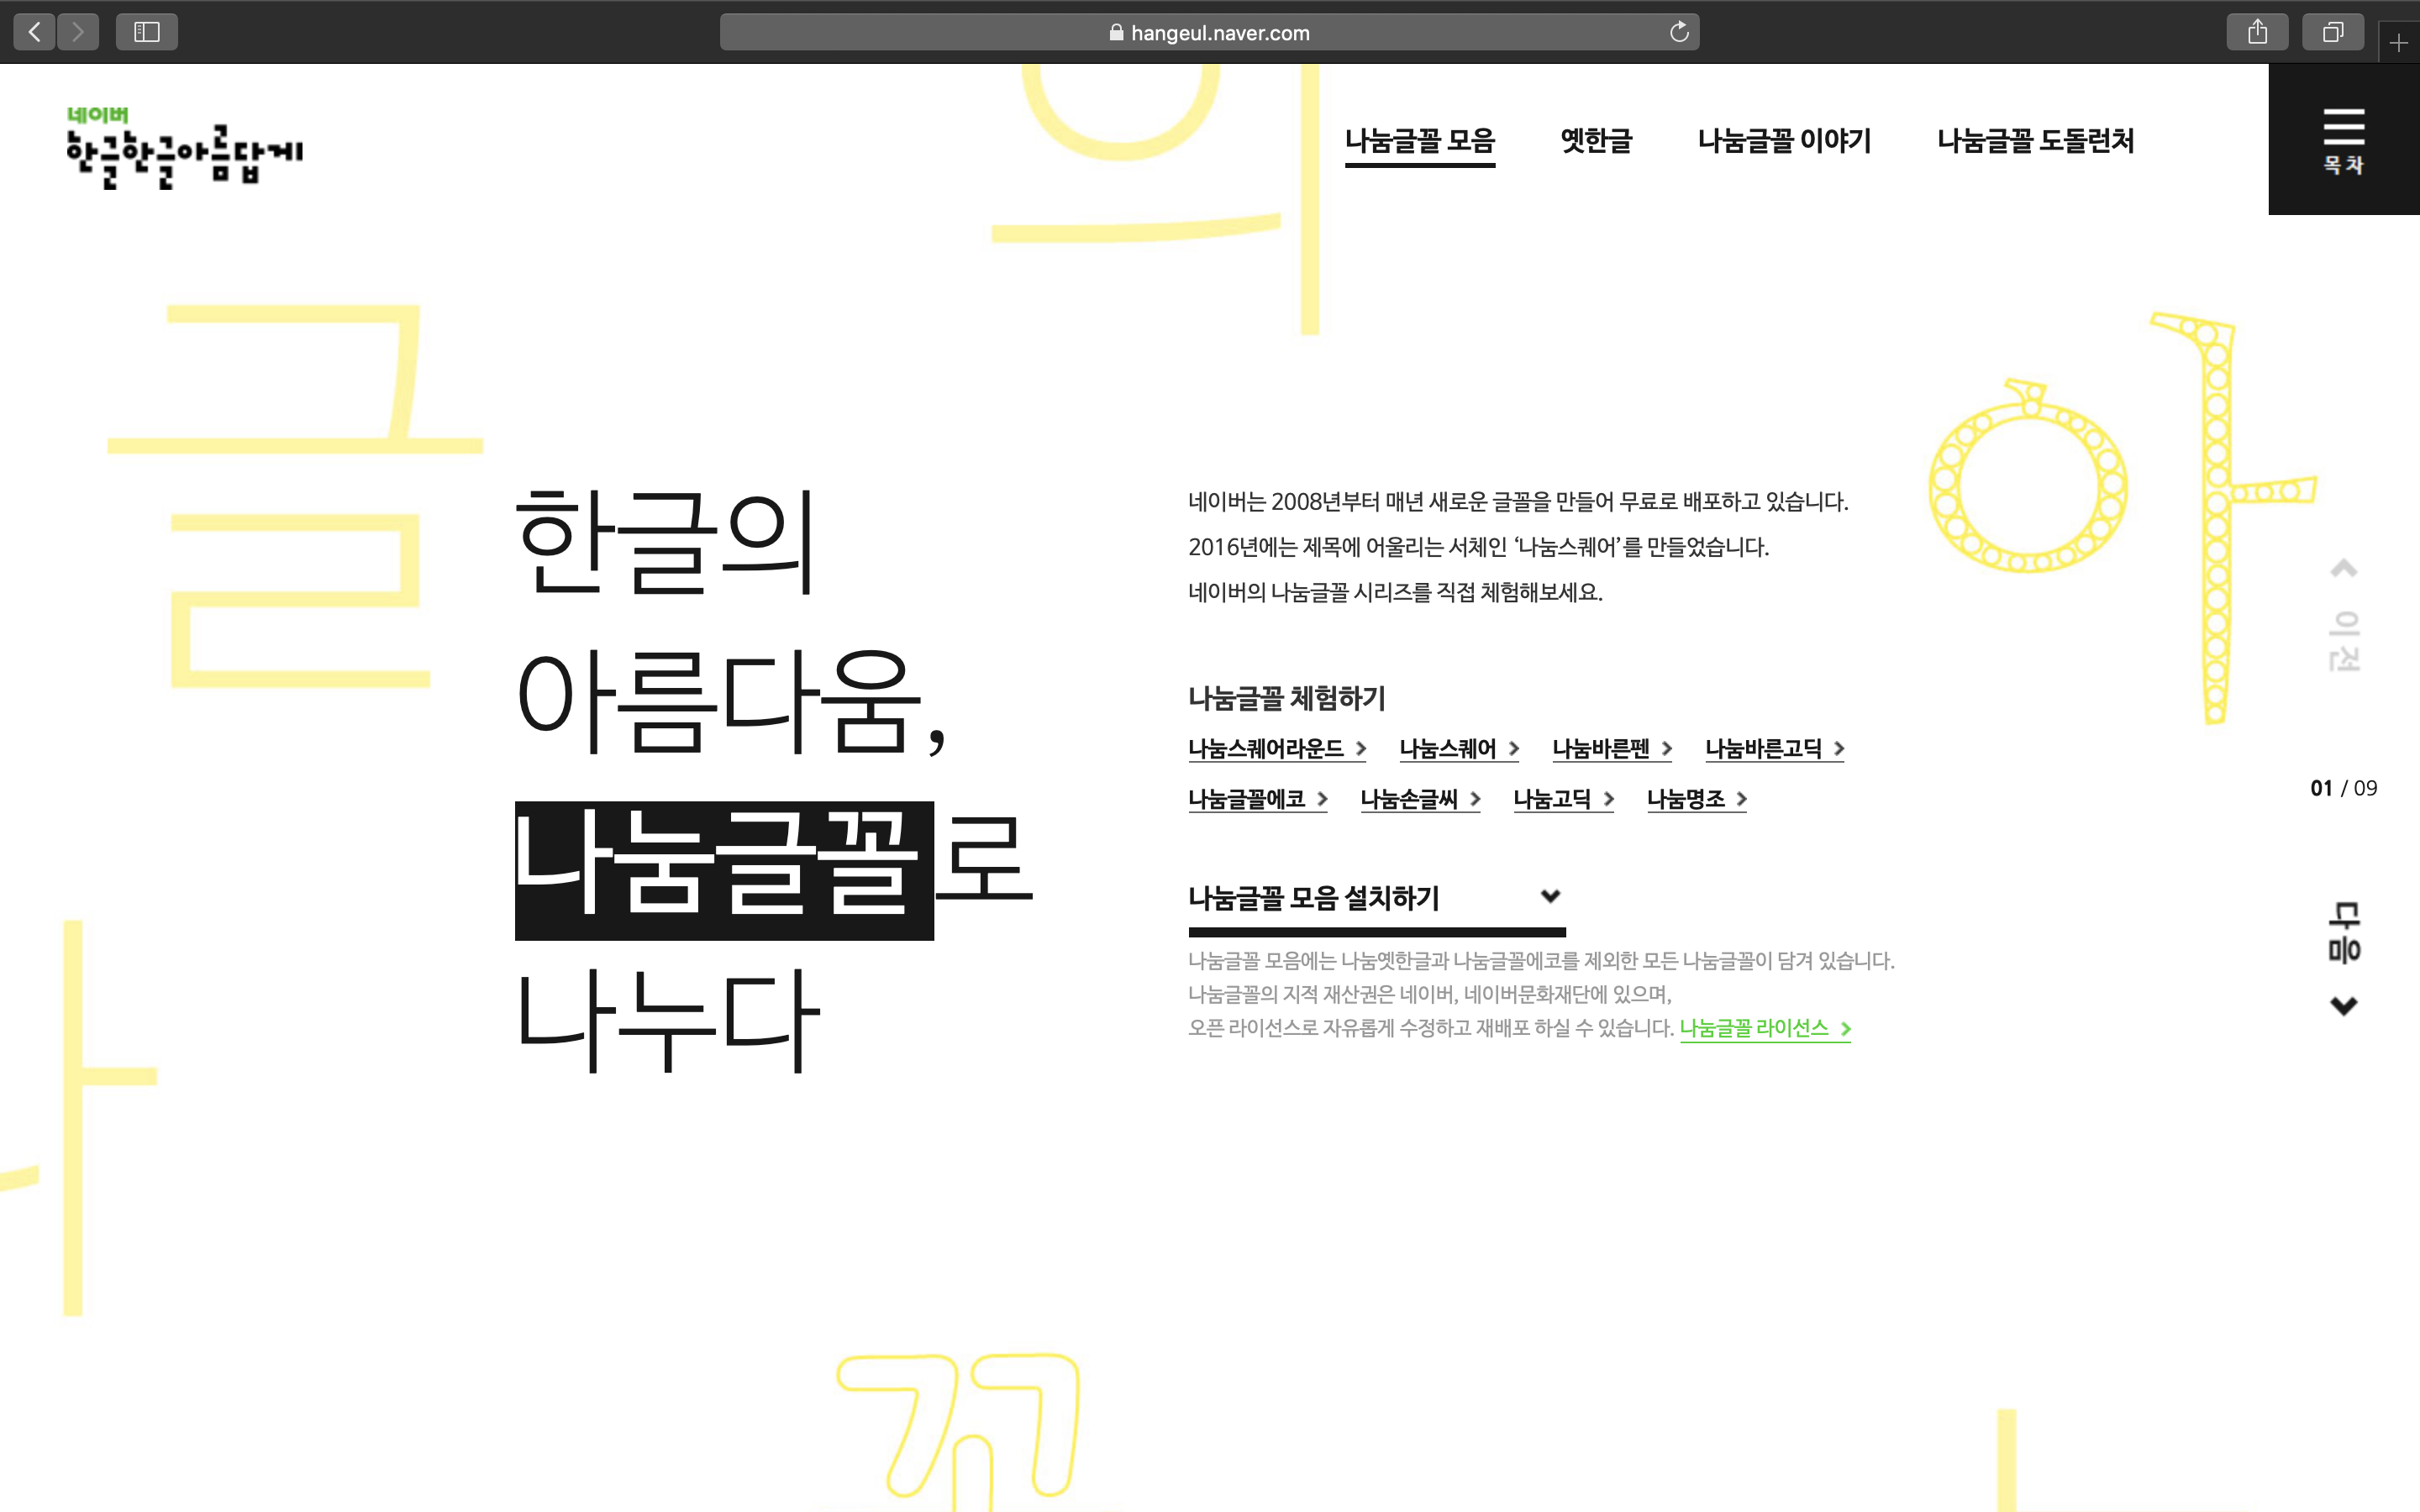 hangeul.naver.com
네이버
한글한글아름답게
나눔글꼴 모음 옛한글 나눔글꼴 이야기 나눔글꼴 도돌런처
목차
의
글
아
한글의
아름다움,
나눔글꼴로
나누다
네이버는 2008년부터 매년 새로운 글꼴을 만들어 무료로 배포하고 있습니다.
2016년에는 제목에 어울리는 서체인 ‘나눔스퀘어’를 만들었습니다.
네이버의 나눔글꼴 시리즈를 직접 체험해보세요.
나눔글꼴 체험하기
나눔스퀘어라운드 나눔스퀘어 나눔바른펜 나눔바른고딕
나눔글꼴에코 나눔손글씨 나눔고딕 나눔명조
나눔글꼴 모음 설치하기
나눔글꼴 모음에는 나눔옛한글과 나눔글꼴에코를 제외한 모든 나눔글꼴이 담겨 있습니다.
나눔글꼴의 지적 재산권은 네이버, 네이버문화재단에 있으며,
오픈 라이선스로 자유롭게 수정하고 재배포 하실 수 있습니다. 나눔글꼴 라이선스
이전
01 / 09
다음